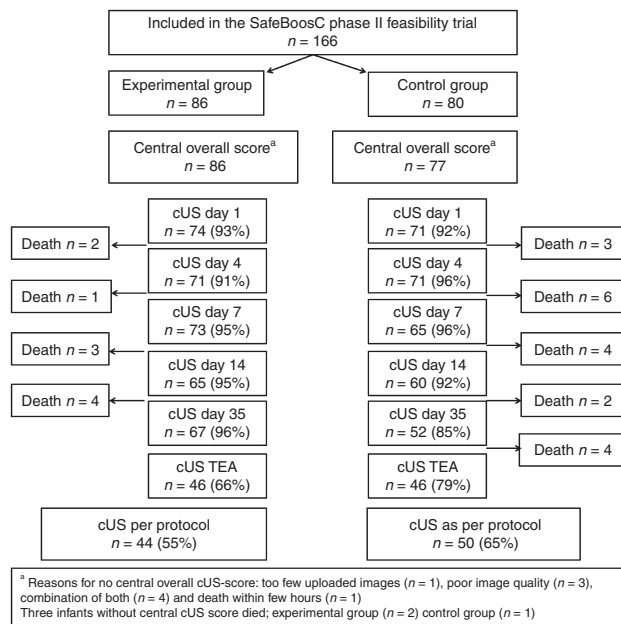 Included in the SafeBoosC phase II feasibility trial
n = 166
Experimental group
n = 86
Control group
n = 80
Central overall score^a
n = 86
Central overall score^a
n = 77
cUS day 1
n = 74 (93%)
cUS day 1
n = 71 (92%)
Death n = 2
Death n = 3
cUS day 4
n = 71 (91%)
cUS day 4
n = 71 (96%)
Death n = 1
Death n = 6
cUS day 7
n = 73 (95%)
cUS day 7
n = 65 (96%)
Death n = 3
Death n = 4
cUS day 14
n = 65 (95%)
cUS day 14
n = 60 (92%)
Death n = 4
Death n = 2
cUS day 35
n = 67 (96%)
cUS day 35
n = 52 (85%)
Death n = 4
cUS TEA
n = 46 (66%)
cUS TEA
n = 46 (79%)
cUS per protocol
n = 44 (55%)
cUS as per protocol
n = 50 (65%)
^a Reasons for no central overall cUS-score: too few uploaded images (n = 1), poor image quality (n = 3),
combination of both (n = 4) and death within few hours (n = 1)
Three infants without central cUS score died; experimental group (n = 2) control group (n = 1)